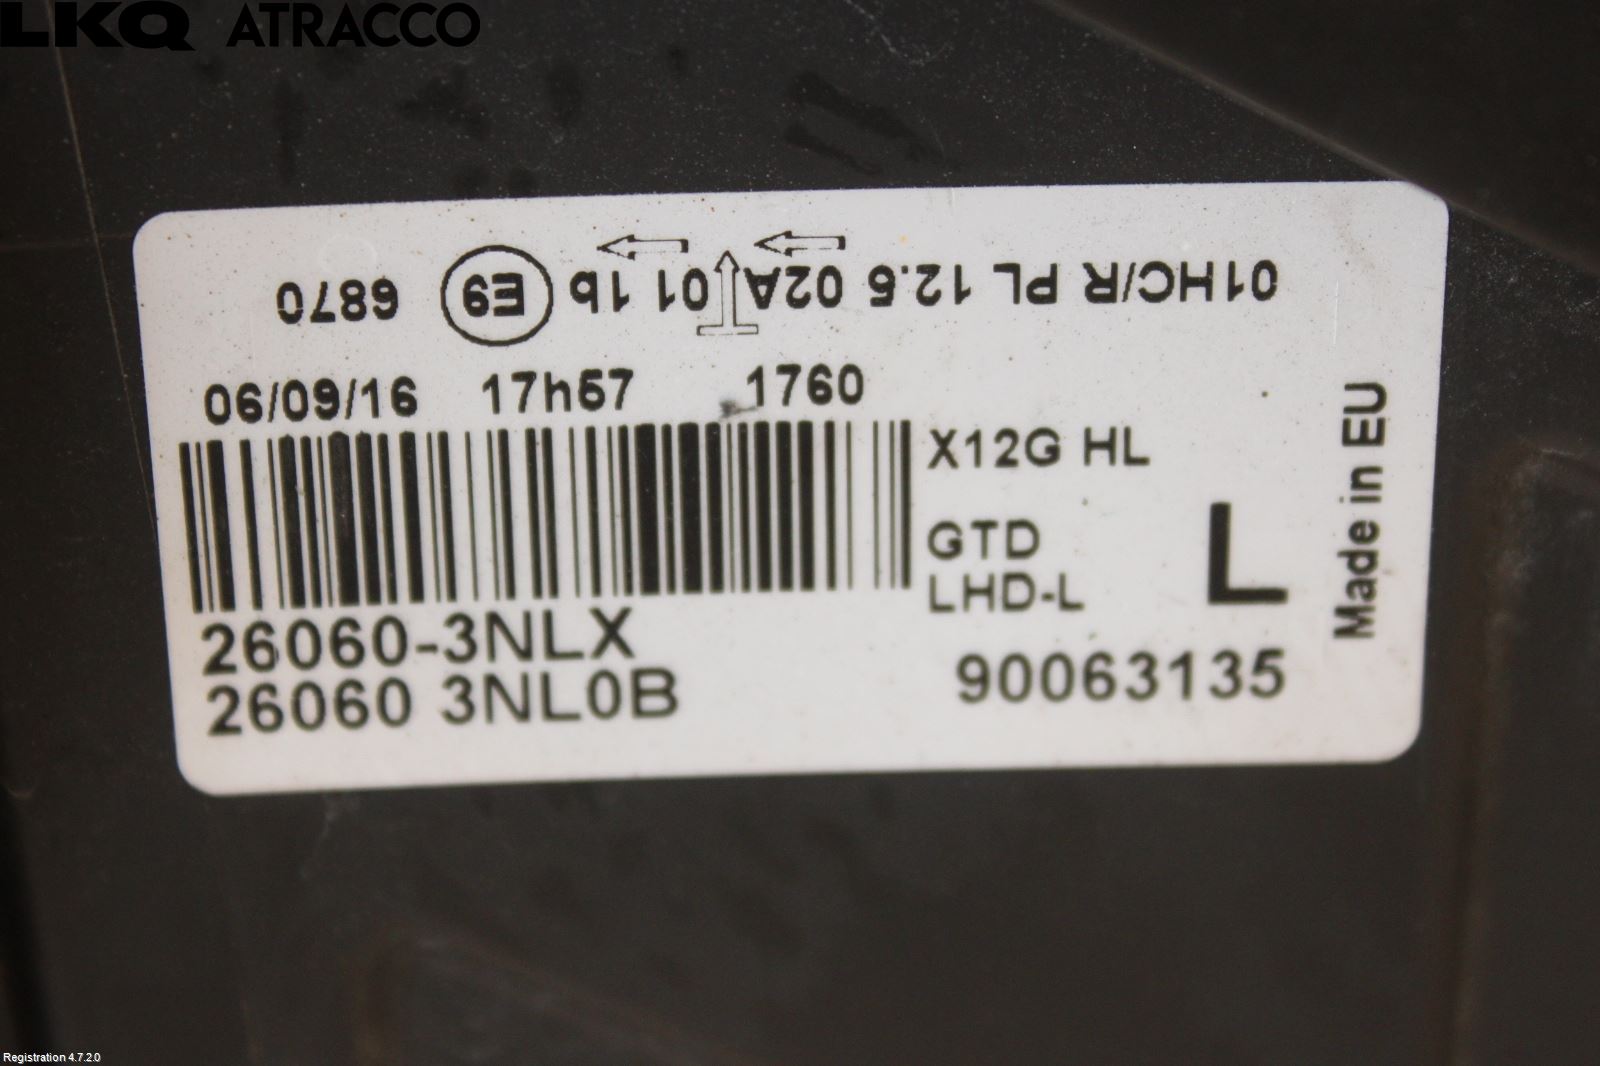 LKQ ATRACCO
01HC/R PL 12.5 02A 01 1b E9 6870
06/09/16 17h57 1760
X12G HL
GTD
LHD-L
L
Made in EU
26060-3NLX
26060 3NL0B
90063135
Registration 4.7.2.0